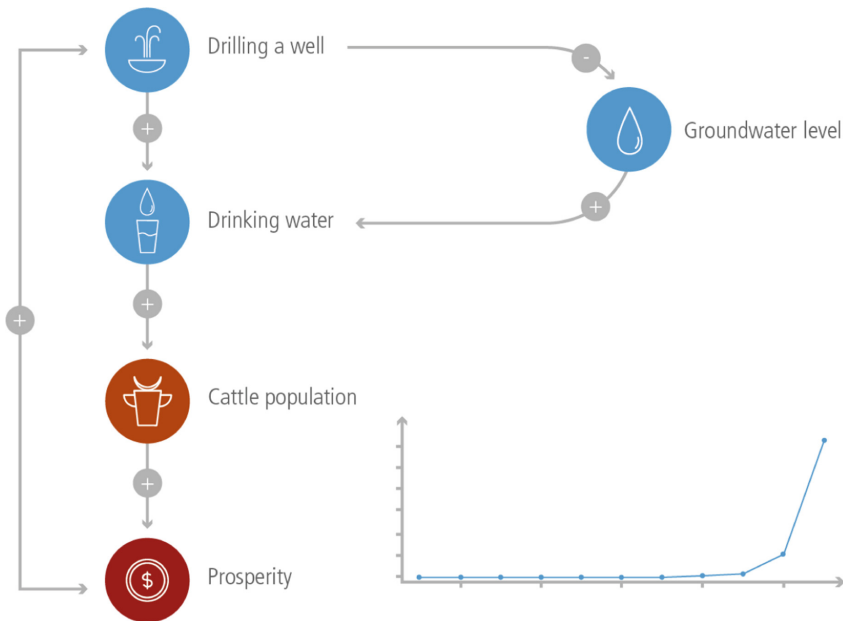 Drilling a well
-
Groundwater level
+
Drinking water
+
+
+
Cattle population
+
$
Prosperity